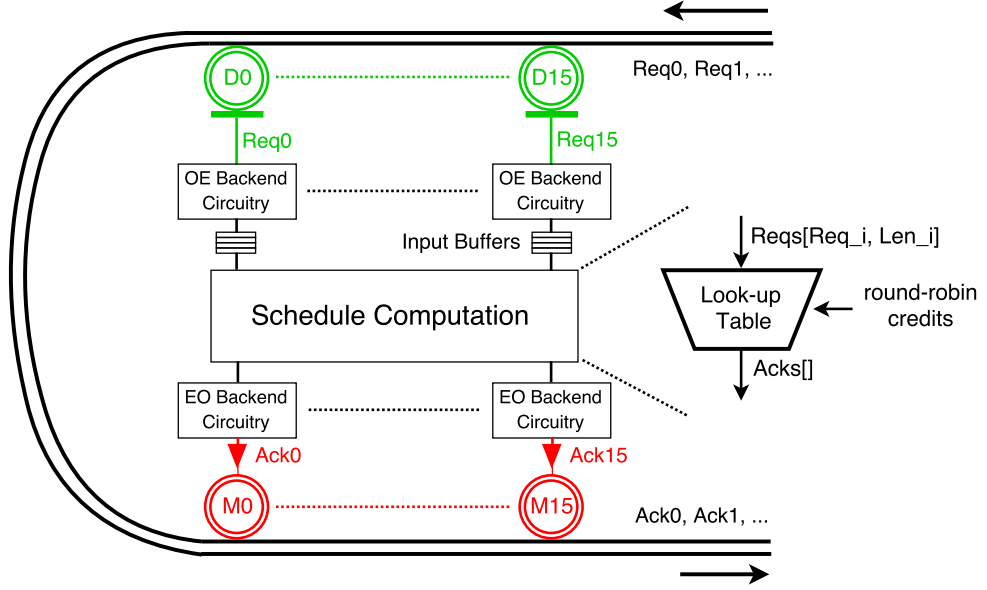 Req0, Req1, ...
D0
D15
Req0
Req15
OE Backend
Circuitry
OE Backend
Circuitry
Input Buffers
Schedule Computation
Reqs[Req_i, Len_i]
Look-up
Table
round-robin
credits
Acks[]
EO Backend
Circuitry
EO Backend
Circuitry
Ack0
Ack15
M0
M15
Ack0, Ack1, ...